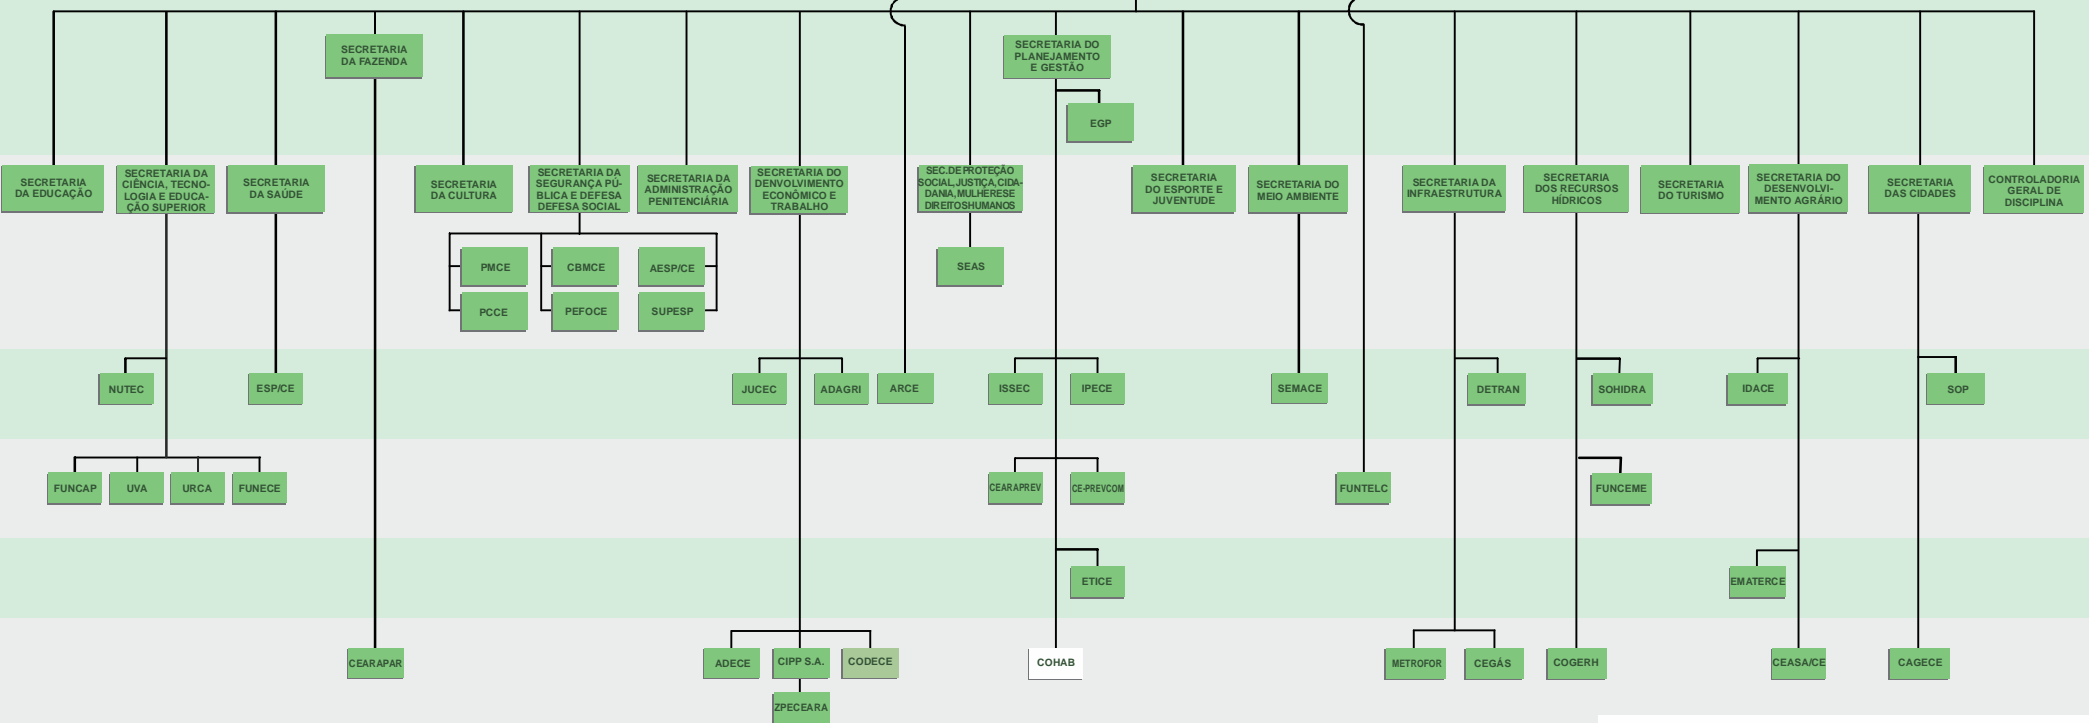 SECRETARIA
DA FAZENDA
SECRETARIA DO
PLANEJAMENTO
E GESTÃO
EGP
SECRETARIA
DA EDUCAÇÃO
SECRETARIA DA
CIÊNCIA, TECNO-
LOGIA E EDUCA-
ÇÃO SUPERIOR
SECRETARIA
DA SAÚDE
SECRETARIA
DA CULTURA
SECRETARIA DA
SEGURANÇA PÚ-
BLICA E DEFESA
DEFESA SOCIAL
SECRETARIA DA
ADMINISTRAÇÃO
PENITENCIÁRIA
SECRETARIA DO
DENVOLVIMENTO
ECONÔMICO E
TRABALHO
SEC. DE PROTEÇÃO
SOCIAL, JUSTIÇA, CIDA-
DANIA, MULHERES E
DIREITOS HUMANOS
SECRETARIA
DO ESPORTE E
JUVENTUDE
SECRETARIA DO
MEIO AMBIENTE
SECRETARIA DA
INFRAESTRUTURA
SECRETARIA
DOS RECURSOS
HÍDRICOS
SECRETARIA
DO TURISMO
SECRETARIA DO
DESENVOLVI-
MENTO AGRÁRIO
SECRETARIA
DAS CIDADES
CONTROLADORIA
GERAL DE
DISCIPLINA
PMCE
CBMCE
AESP/CE
SEAS
PCCE
PEFOCE
SUPESP
NUTEC
ESP/CE
JUCEC
ADAGRI
ARCE
ISSEC
IPECE
SEMACE
DETRAN
SOHIDRA
IDACE
SOP
FUNCAP
UVA
URCA
FUNECE
CEARAPREV
CE-PREVCOM
FUNTELC
FUNCEME
ETICE
EMATERCE
CEARAPAR
ADECE
CIPP S.A.
CODECE
COHAB
METROFOR
CEGÁS
COGERH
CEASA/CE
CAGECE
ZPECEARA